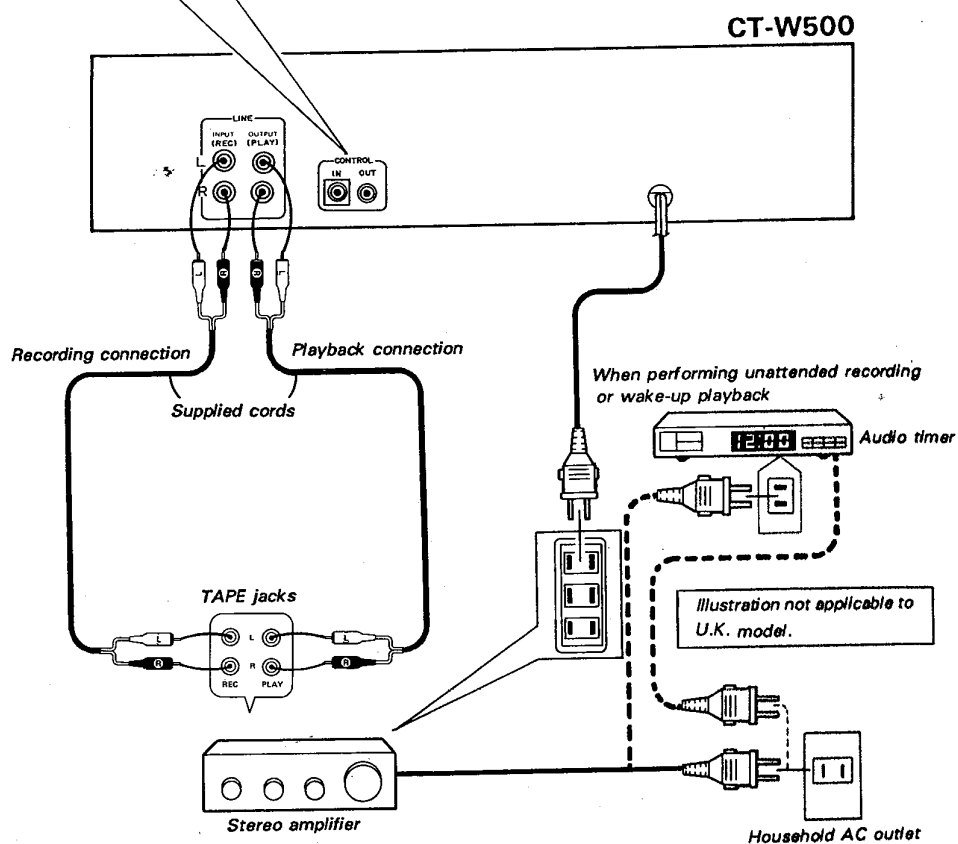 CT-W500
LINE
INPUT OUTPUT
(REC) (PLAY)
L
R
CONTROL
IN OUT
L R R L
Recording connection
Playback connection
Supplied cords
When performing unattended recording
or wake-up playback
12:00
Audio timer
Illustration not applicable to
U.K. model.
TAPE jacks
L L L
R R R
REC PLAY
Stereo amplifier
Household AC outlet